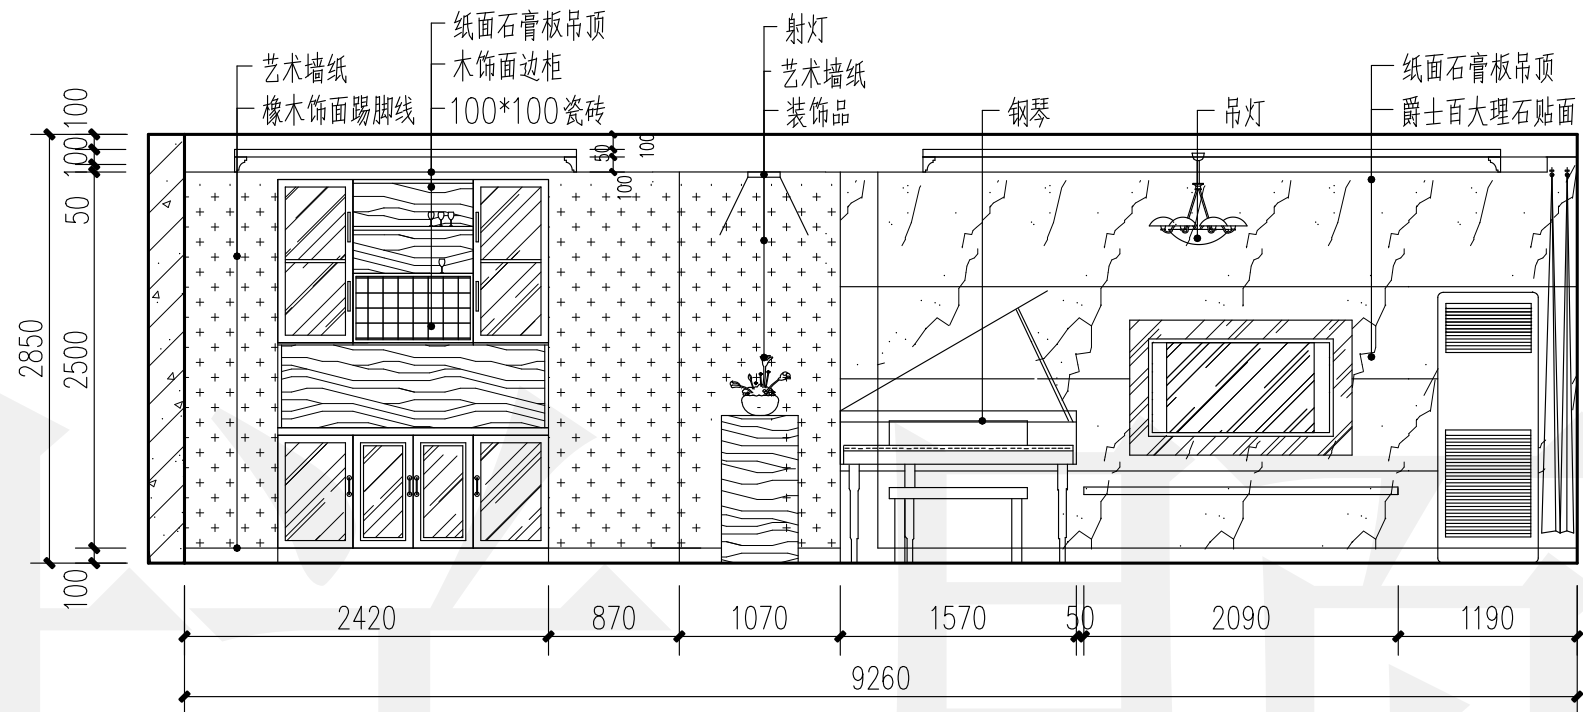 纸面石膏板吊顶
木饰面边柜
100*100瓷砖
艺术墙纸
橡木饰面踢脚线
射灯
艺术墙纸
装饰品
钢琴
吊灯
纸面石膏板吊顶
爵士百大理石贴面
100
100
50
2500
2850
100
50
100
100
2420
870
1070
1570
50
2090
1190
9260